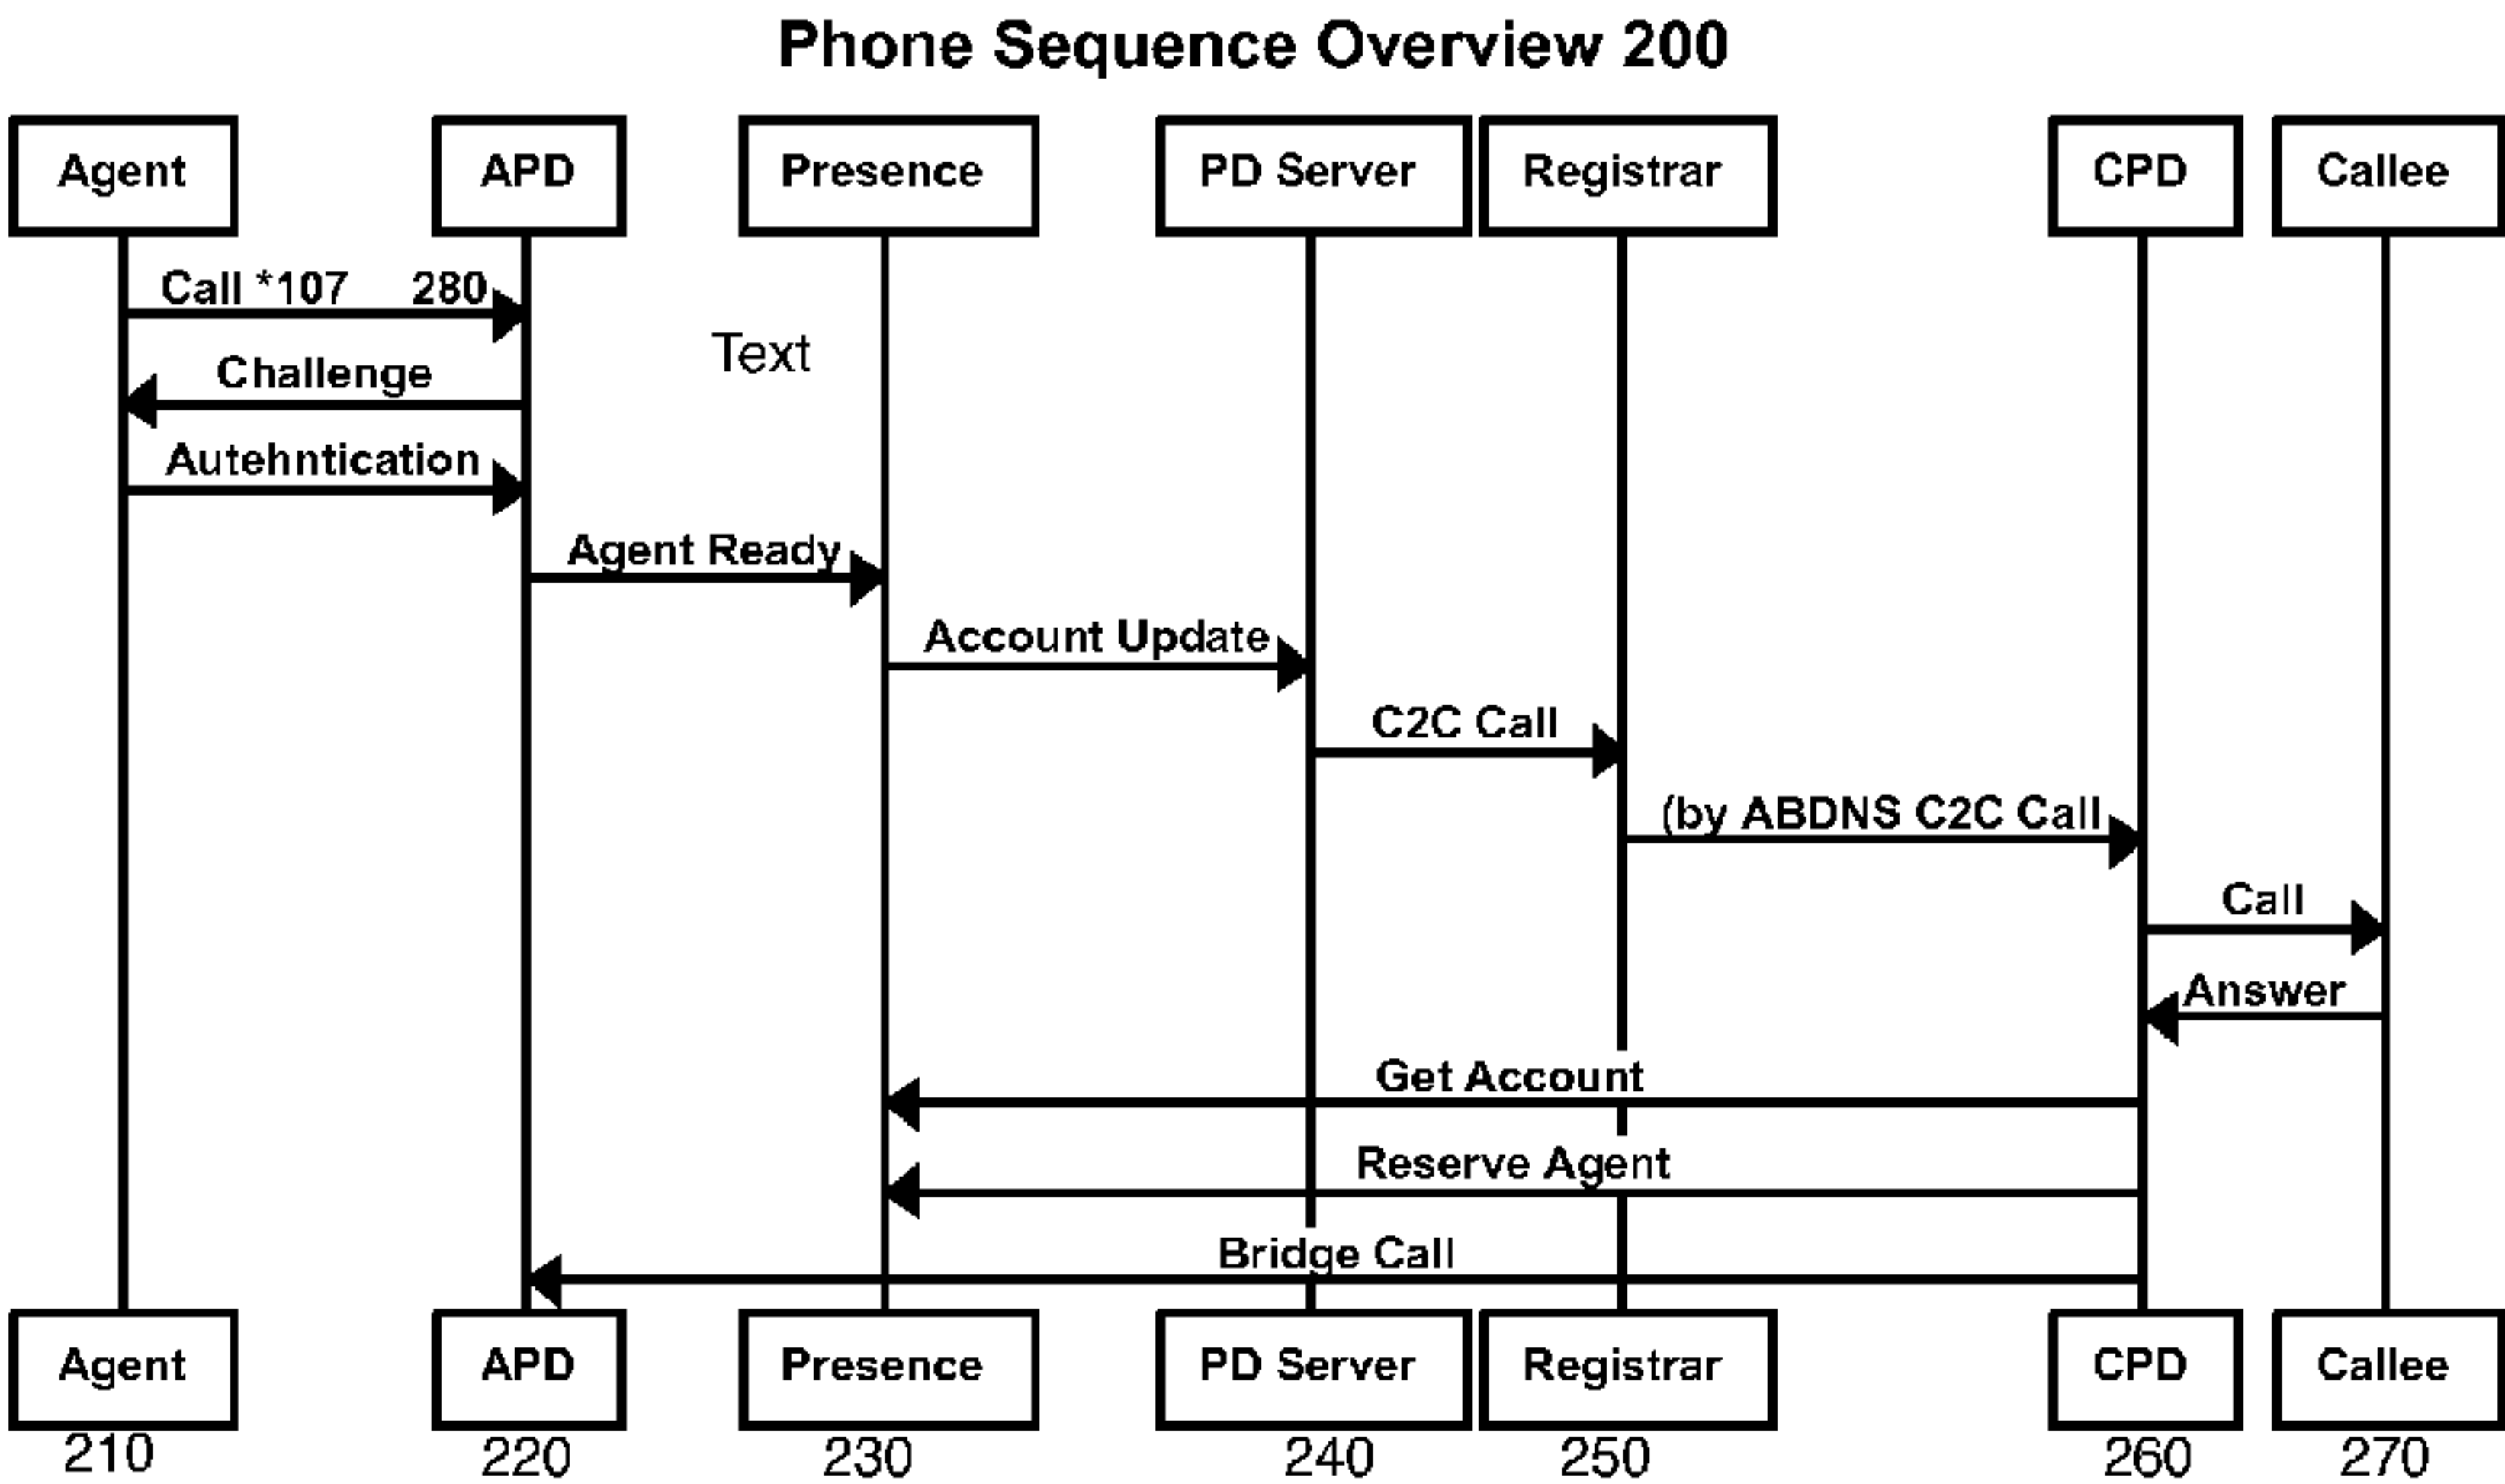 Phone Sequence Overview 200
Agent APD Presence PD Server Registrar CPD Callee
Call *107 280
Text
Challenge
Autehntication
Agent Ready
Account Update
C2C Call
(by ABDNS C2C Call
Call
Answer
Get Account
Reserve Agent
Bridge Call
Agent APD Presence PD Server Registrar CPD Callee
210 220 230 240 250 260 270